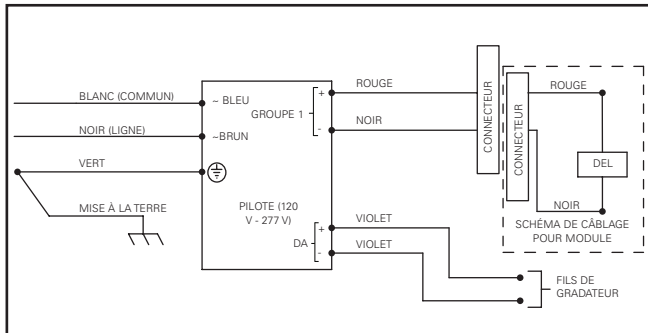 BLANC (COMMUN)
~ BLEU
NOIR (LIGNE)
~BRUN
VERT
MISE À LA TERRE
GROUPE 1
+
-
PILOTE (120
V - 277 V)
DA
+
-
ROUGE
NOIR
VIOLET
VIOLET
CONNECTEUR
CONNECTEUR
ROUGE
DEL
NOIR
SCHÉMA DE CÂBLAGE
POUR MODULE
FILS DE
GRADATEUR